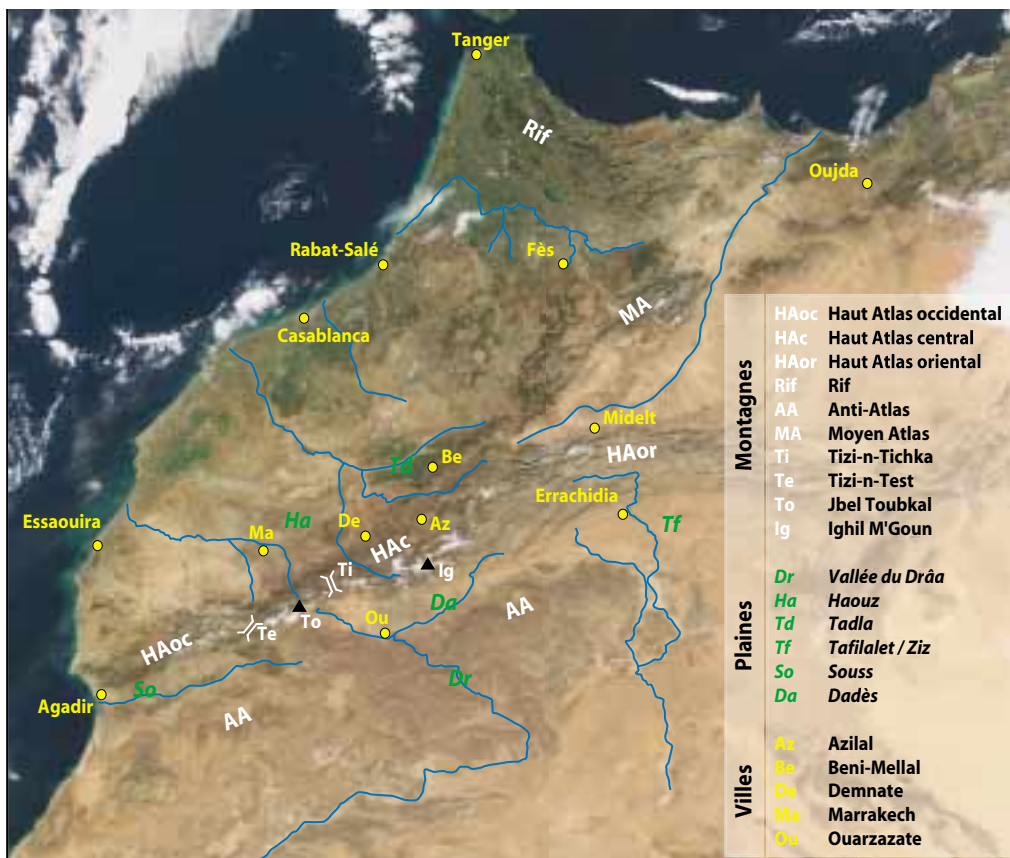 Tanger
Rif
Oujda
Rabat-Salé
Fès
MA
Casablanca
Midelt
Td
Be
HAor
Errachidia
Essaouira
Ha
De
Az
Tf
Ma
HAc
Ti
Ig
Da
AA
To
Te
Ou
HAoc
So
Dr
Agadir
AA
Montagnes
HAoc Haut Atlas occidental
HAc Haut Atlas central
HAor Haut Atlas oriental
Rif Rif
AA Anti-Atlas
MA Moyen Atlas
Ti Tizi-n-Tichka
Te Tizi-n-Test
To Jbel Toubkal
Ig Ighil M'Goun
Plaines
Dr Vallée du Drâa
Ha Haouz
Td Tadla
Tf Tafilalet / Ziz
So Souss
Da Dadès
Villes
Az Azilal
Be Beni-Mellal
De Demnate
Ma Marrakech
Ou Ouarzazate